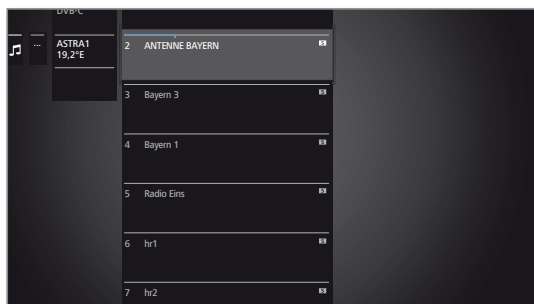 DVB-C
...
ASTRA1
19,2°E
2 ANTENNE BAYERN S
3 Bayern 3 S
4 Bayern 1 S
5 Radio Eins S
6 hr1 S
7 hr2 S